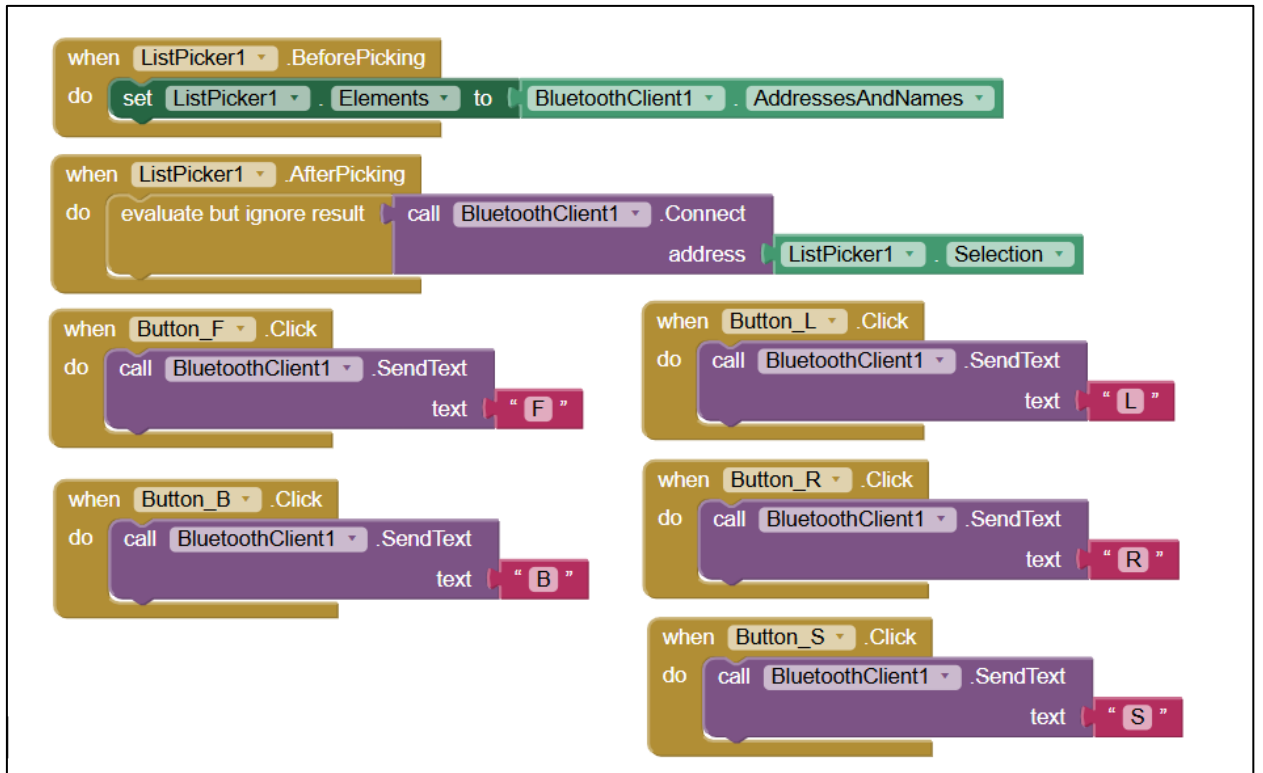 when ListPicker1 .BeforePicking
do set ListPicker1 . Elements to BluetoothClient1 . AddressesAndNames
when ListPicker1 .AfterPicking
do evaluate but ignore result call BluetoothClient1 .Connect
address ListPicker1 . Selection
when Button_F .Click
do call BluetoothClient1 .SendText
text “ F ”
when Button_B .Click
do call BluetoothClient1 .SendText
text “ B ”
when Button_L .Click
do call BluetoothClient1 .SendText
text “ L ”
when Button_R .Click
do call BluetoothClient1 .SendText
text “ R ”
when Button_S .Click
do call BluetoothClient1 .SendText
text “ S ”